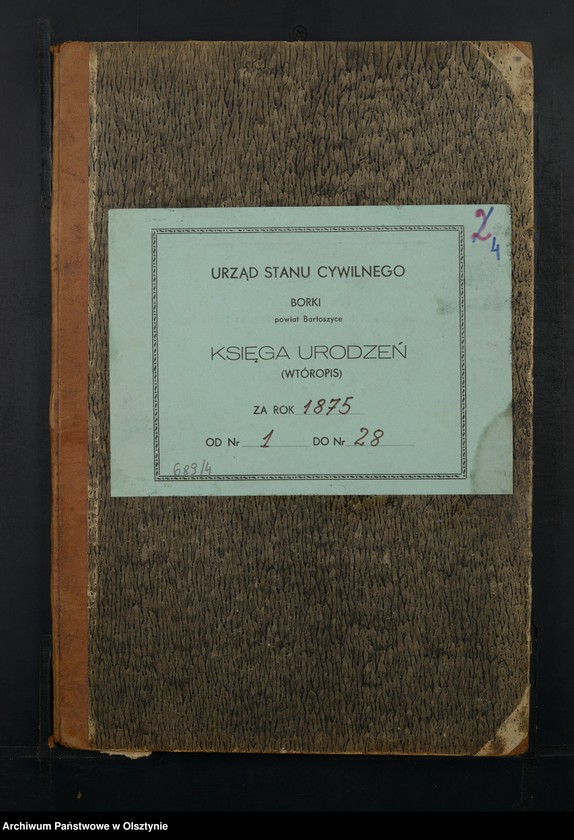 2
4
URZĄD STANU CYWILNEGO
BORKI
powiat Bartoszyce
KSIĘGA URODZEŃ
(WTÓROPIS)
ZA ROK 1875
OD Nr 1 DO Nr 28
689/4
Archiwum Państwowe w Olsztynie